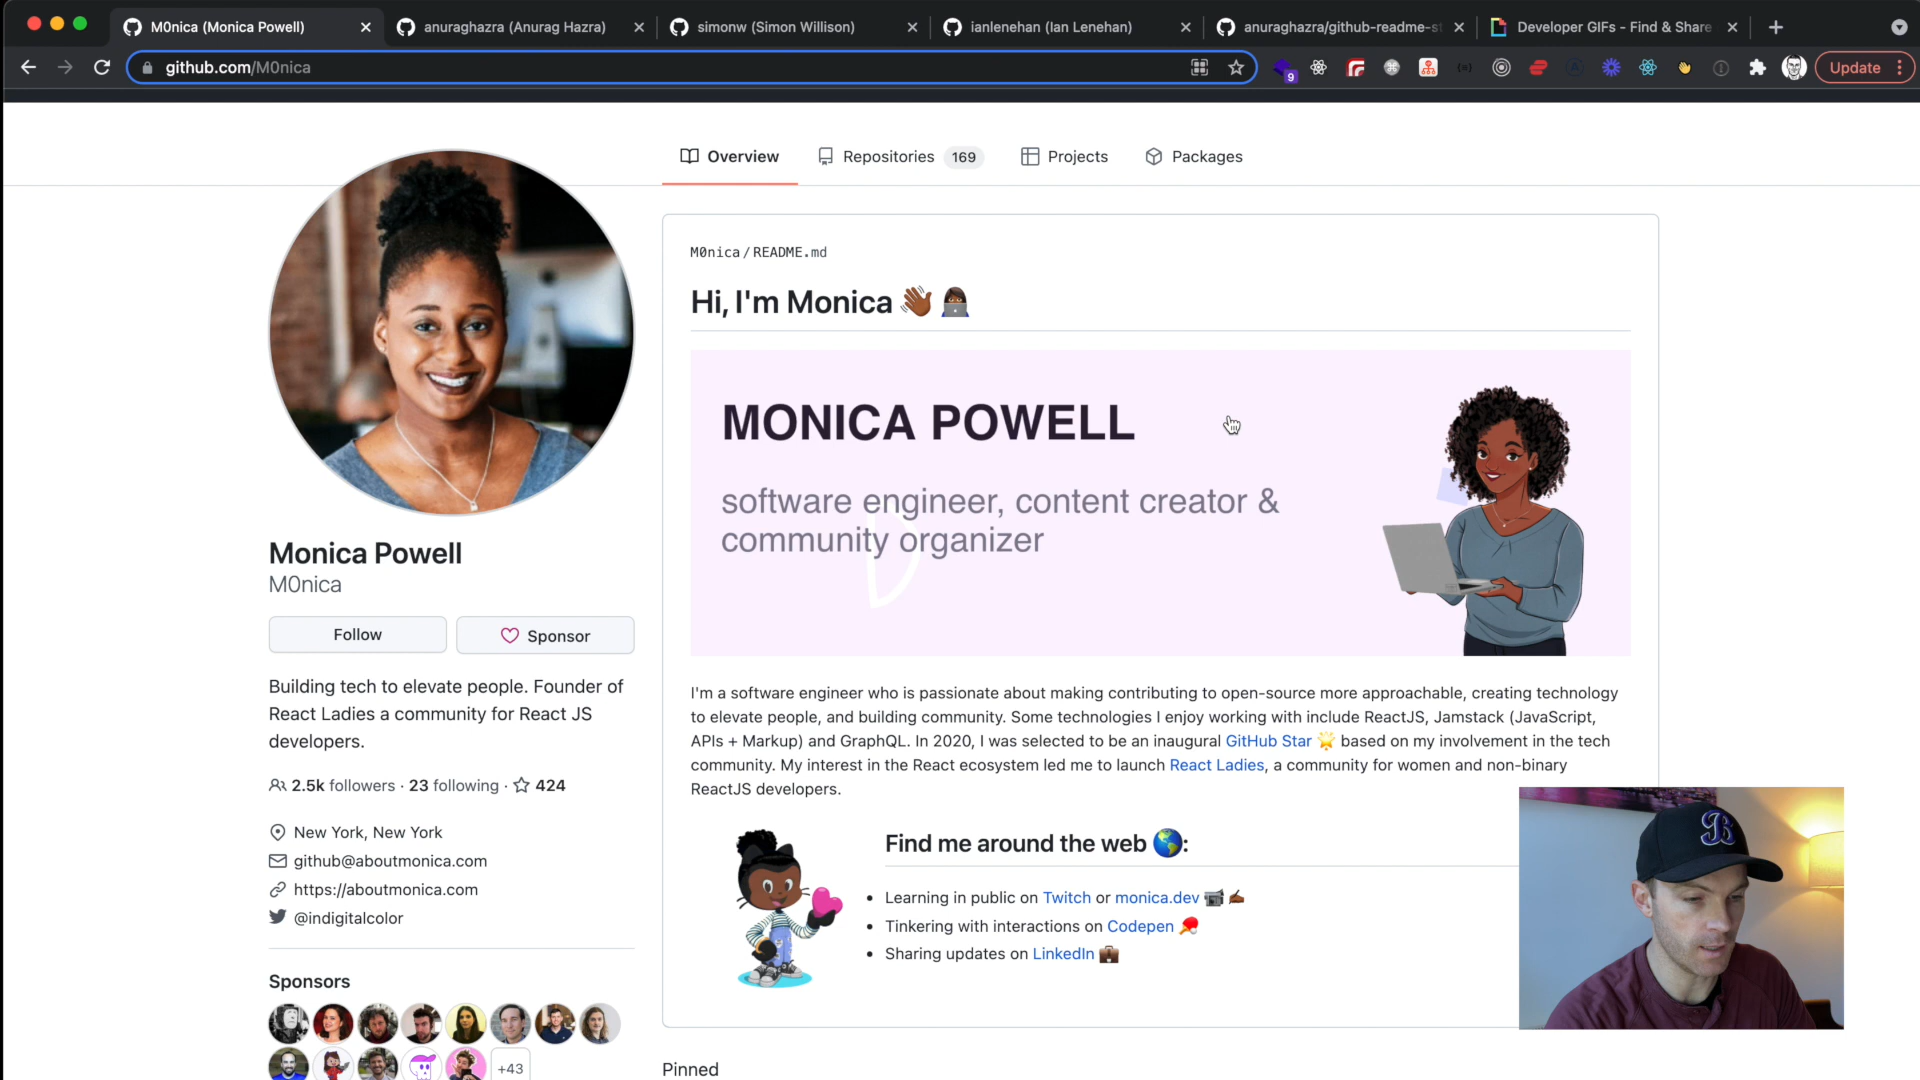 M0nica (Monica Powell)
anuraghazra (Anurag Hazra)
simonw (Simon Willison)
ianlenehan (Ian Lenehan)
anuraghazra/github-readme-st
Developer GIFs - Find & Share
github.com/M0nica
9
Update
Overview
Repositories 169
Projects
Packages
M0nica/README.md
Hi, I'm Monica 👋🏾 👩🏾‍💻
MONICA POWELL
software engineer, content creator &
community organizer
Monica Powell
M0nica
Follow
Sponsor
Building tech to elevate people. Founder of
React Ladies a community for React JS
developers.
2.5k followers · 23 following · 424
New York, New York
github@aboutmonica.com
https://aboutmonica.com
@indigitalcolor
Sponsors
+43
I'm a software engineer who is passionate about making contributing to open-source more approachable, creating technology
to elevate people, and building community. Some technologies I enjoy working with include ReactJS, Jamstack (JavaScript,
APIs + Markup) and GraphQL. In 2020, I was selected to be an inaugural GitHub Star 🌟 based on my involvement in the tech
community. My interest in the React ecosystem led me to launch React Ladies, a community for women and non-binary
ReactJS developers.
Find me around the web 🌎:
• Learning in public on Twitch or monica.dev 📹 ✍🏾
• Tinkering with interactions on Codepen 🏓
• Sharing updates on LinkedIn 💼
Pinned
B